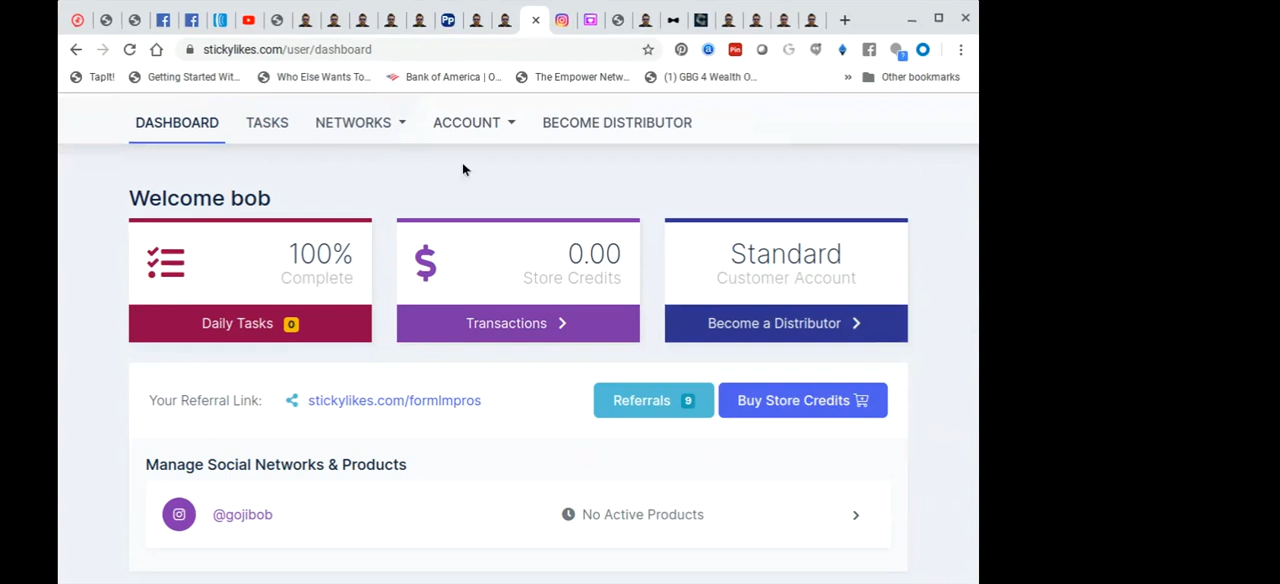 Pp
Pin
stickylikes.com/user/dashboard
TapIt!
Getting Started Wit...
Who Else Wants To...
Bank of America | O...
The Empower Netw...
(1) GBG 4 Wealth O...
»
Other bookmarks
DASHBOARD
TASKS
NETWORKS
ACCOUNT
BECOME DISTRIBUTOR
Welcome bob
100%
Complete
Daily Tasks 0
$
0.00
Store Credits
Transactions
Standard
Customer Account
Become a Distributor
Your Referral Link:
stickylikes.com/formlmpros
Referrals 9
Buy Store Credits
Manage Social Networks & Products
@gojibob
No Active Products